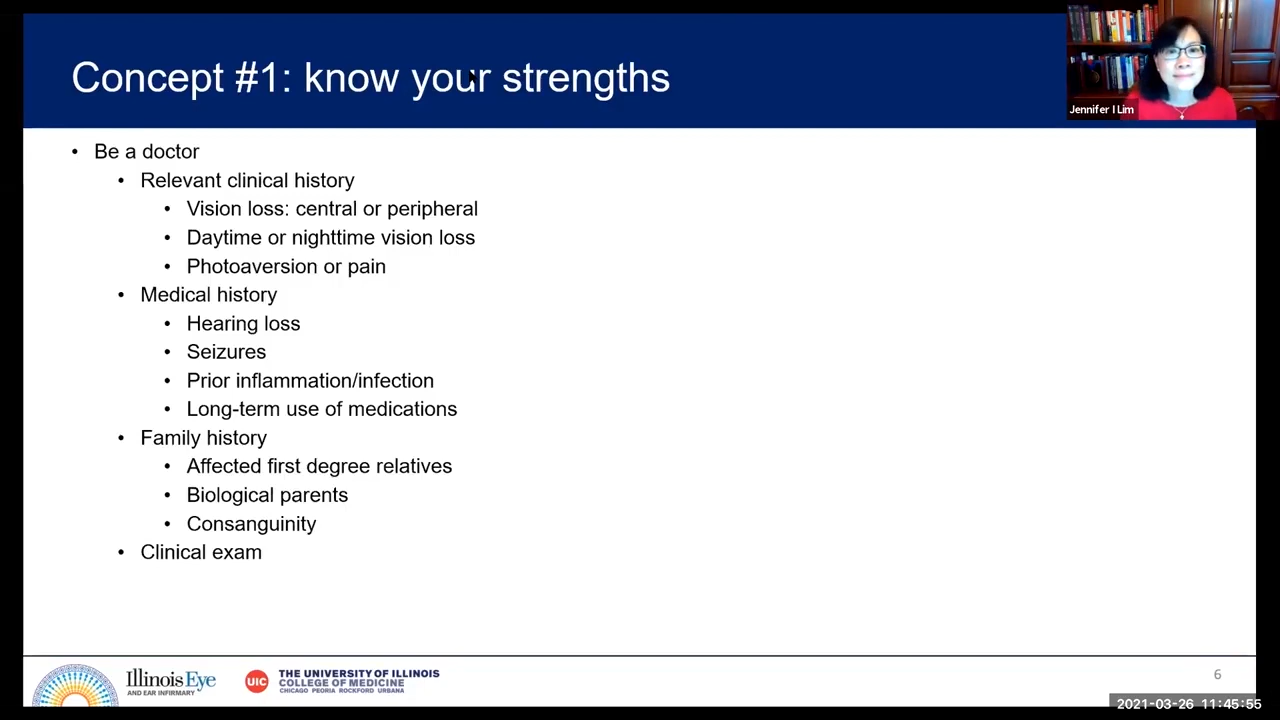 Concept #1: know your strengths
Jennifer I Lim
• Be a doctor
• Relevant clinical history
• Vision loss: central or peripheral
• Daytime or nighttime vision loss
• Photoaversion or pain
• Medical history
• Hearing loss
• Seizures
• Prior inflammation/infection
• Long-term use of medications
• Family history
• Affected first degree relatives
• Biological parents
• Consanguinity
• Clinical exam
Illinois Eye
AND EAR INFIRMARY
UIC
THE UNIVERSITY OF ILLINOIS
COLLEGE OF MEDICINE
CHICAGO PEORIA ROCKFORD URBANA
6
2021-03-26 11:45:55